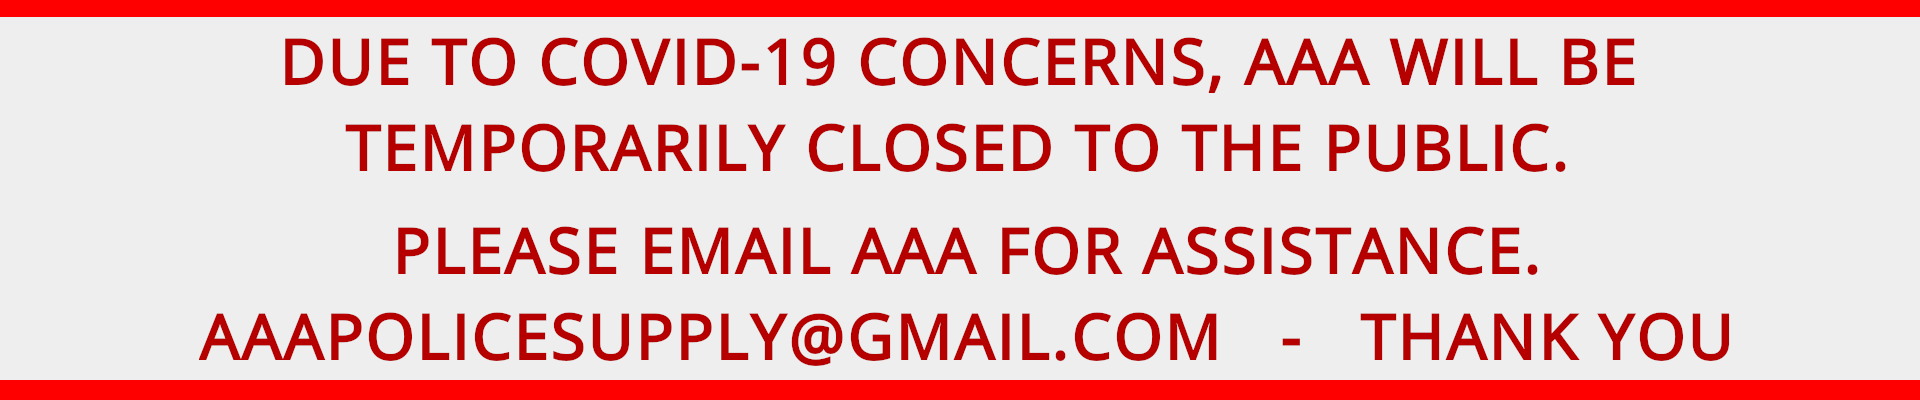 DUE TO COVID-19 CONCERNS, AAA WILL BE
TEMPORARILY CLOSED TO THE PUBLIC.
PLEASE EMAIL AAA FOR ASSISTANCE.
AAAPOLICESUPPLY@GMAIL.COM - THANK YOU